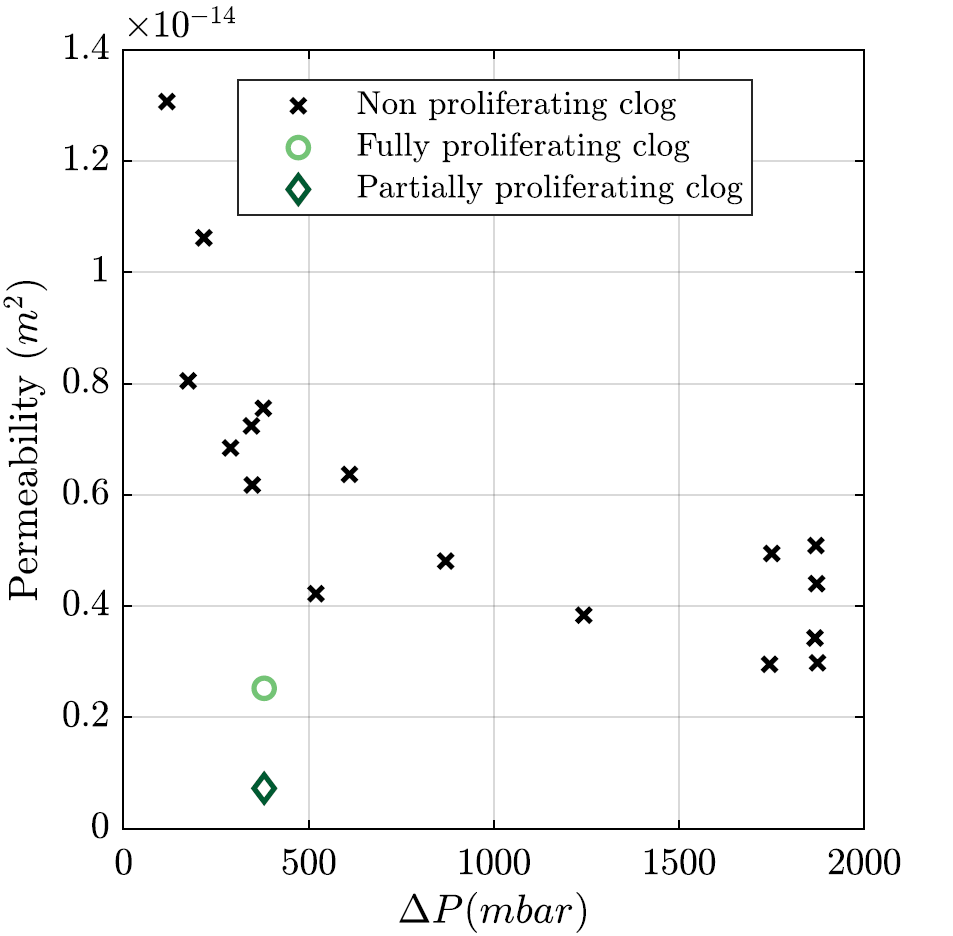 ×10⁻¹⁴
1.4
1.2
1
0.8
0.6
0.4
0.2
0
Permeability (m²)
Non proliferating clog
Fully proliferating clog
Partially proliferating clog
0 500 1000 1500 2000
ΔP(mbar)